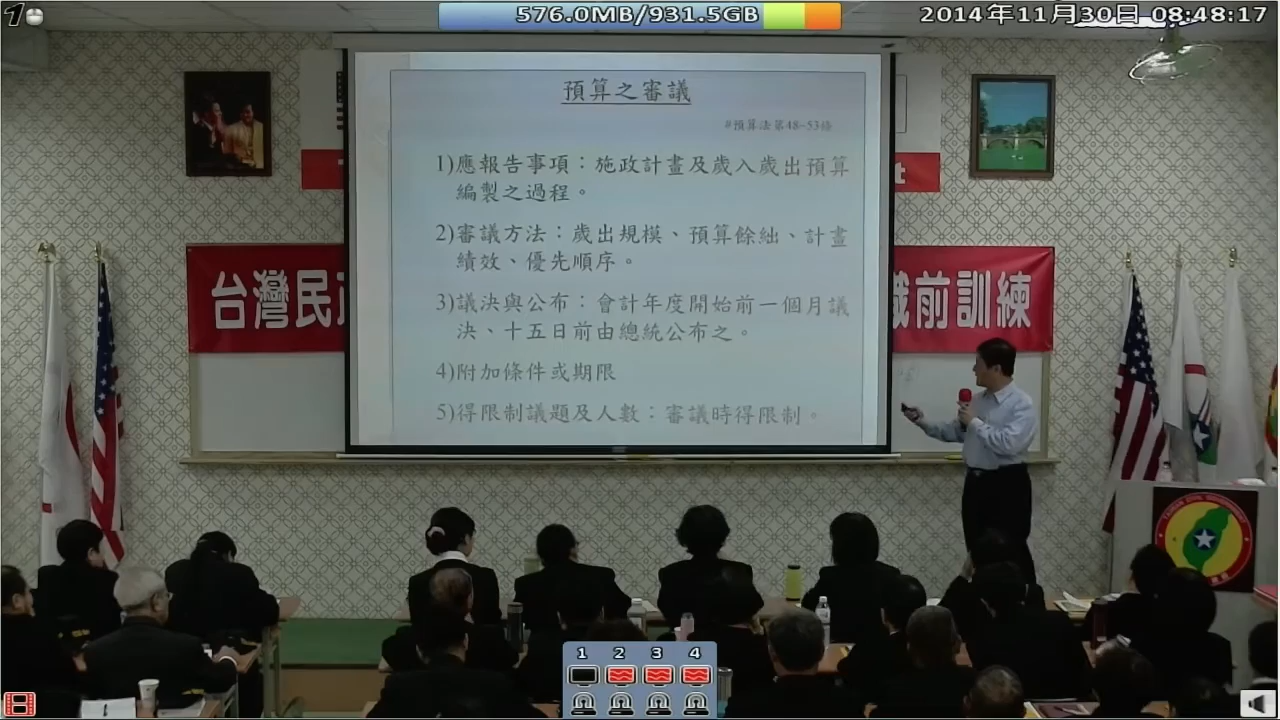 1
576.0MB/931.5GB
2014年11月30日 08:48:17
預算之審議
#預算法第48-53條
1)應報告事項：施政計畫及歲入歲出預算
編製之過程。
2)審議方法：歲出規模、預算餘絀、計畫
績效、優先順序。
3)議決與公布：會計年度開始前一個月議
決、十五日前由總統公布之。
4)附加條件或期限
5)得限制議題及人數：審議時得限制。
台灣民
職前訓練
t
1 2 3 4